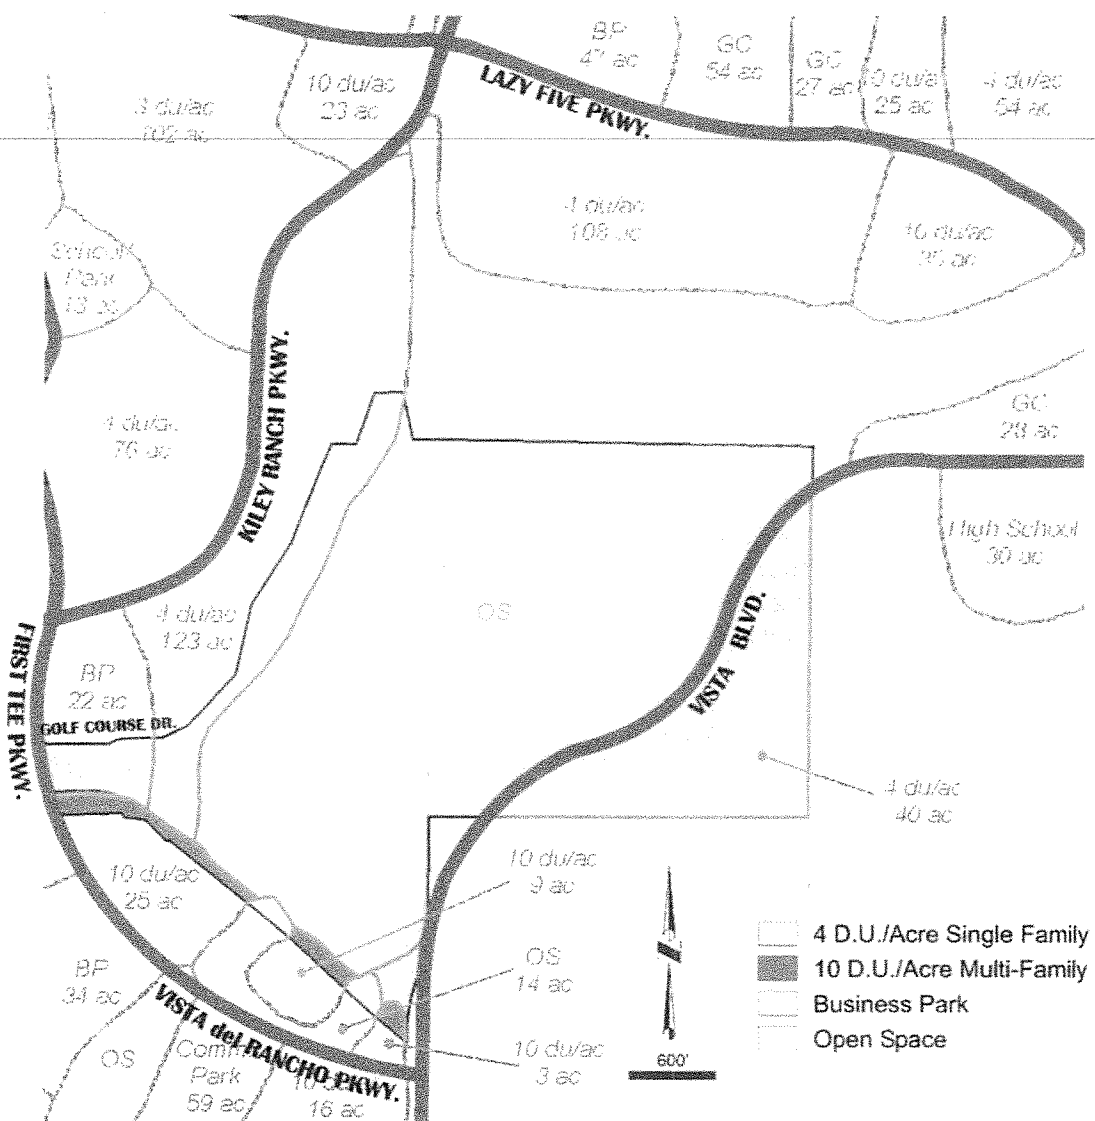 BP
47 ac
GC
54 ac
GC
27 ac
10 du/a
25 ac
4 du/ac
54 ac
10 du/ac
23 ac
3 du/ac
102 ac
LAZY FIVE PKWY.
4 du/ac
108 ac
10 du/ac
ac
School/
Park
13 ac
KILEY RANCH PKWY.
4 du/ac
76 ac
GC
28 ac
High School
30 ac
OS
4 du/ac
123 ac
BP
22 ac
VISTA BLVD.
FIRST TEE PKWY.
GOLF COURSE DR.
4 du/ac
40 ac
10 du/ac
25 ac
10 du/ac
9 ac
OS
14 ac
10 du/ac
3 ac
BP
34 ac
VISTA del RANCHO PKWY.
OS
Comm
Park
59 ac
16 ac
600'
4 D.U./Acre Single Family
10 D.U./Acre Multi-Family
Business Park
Open Space